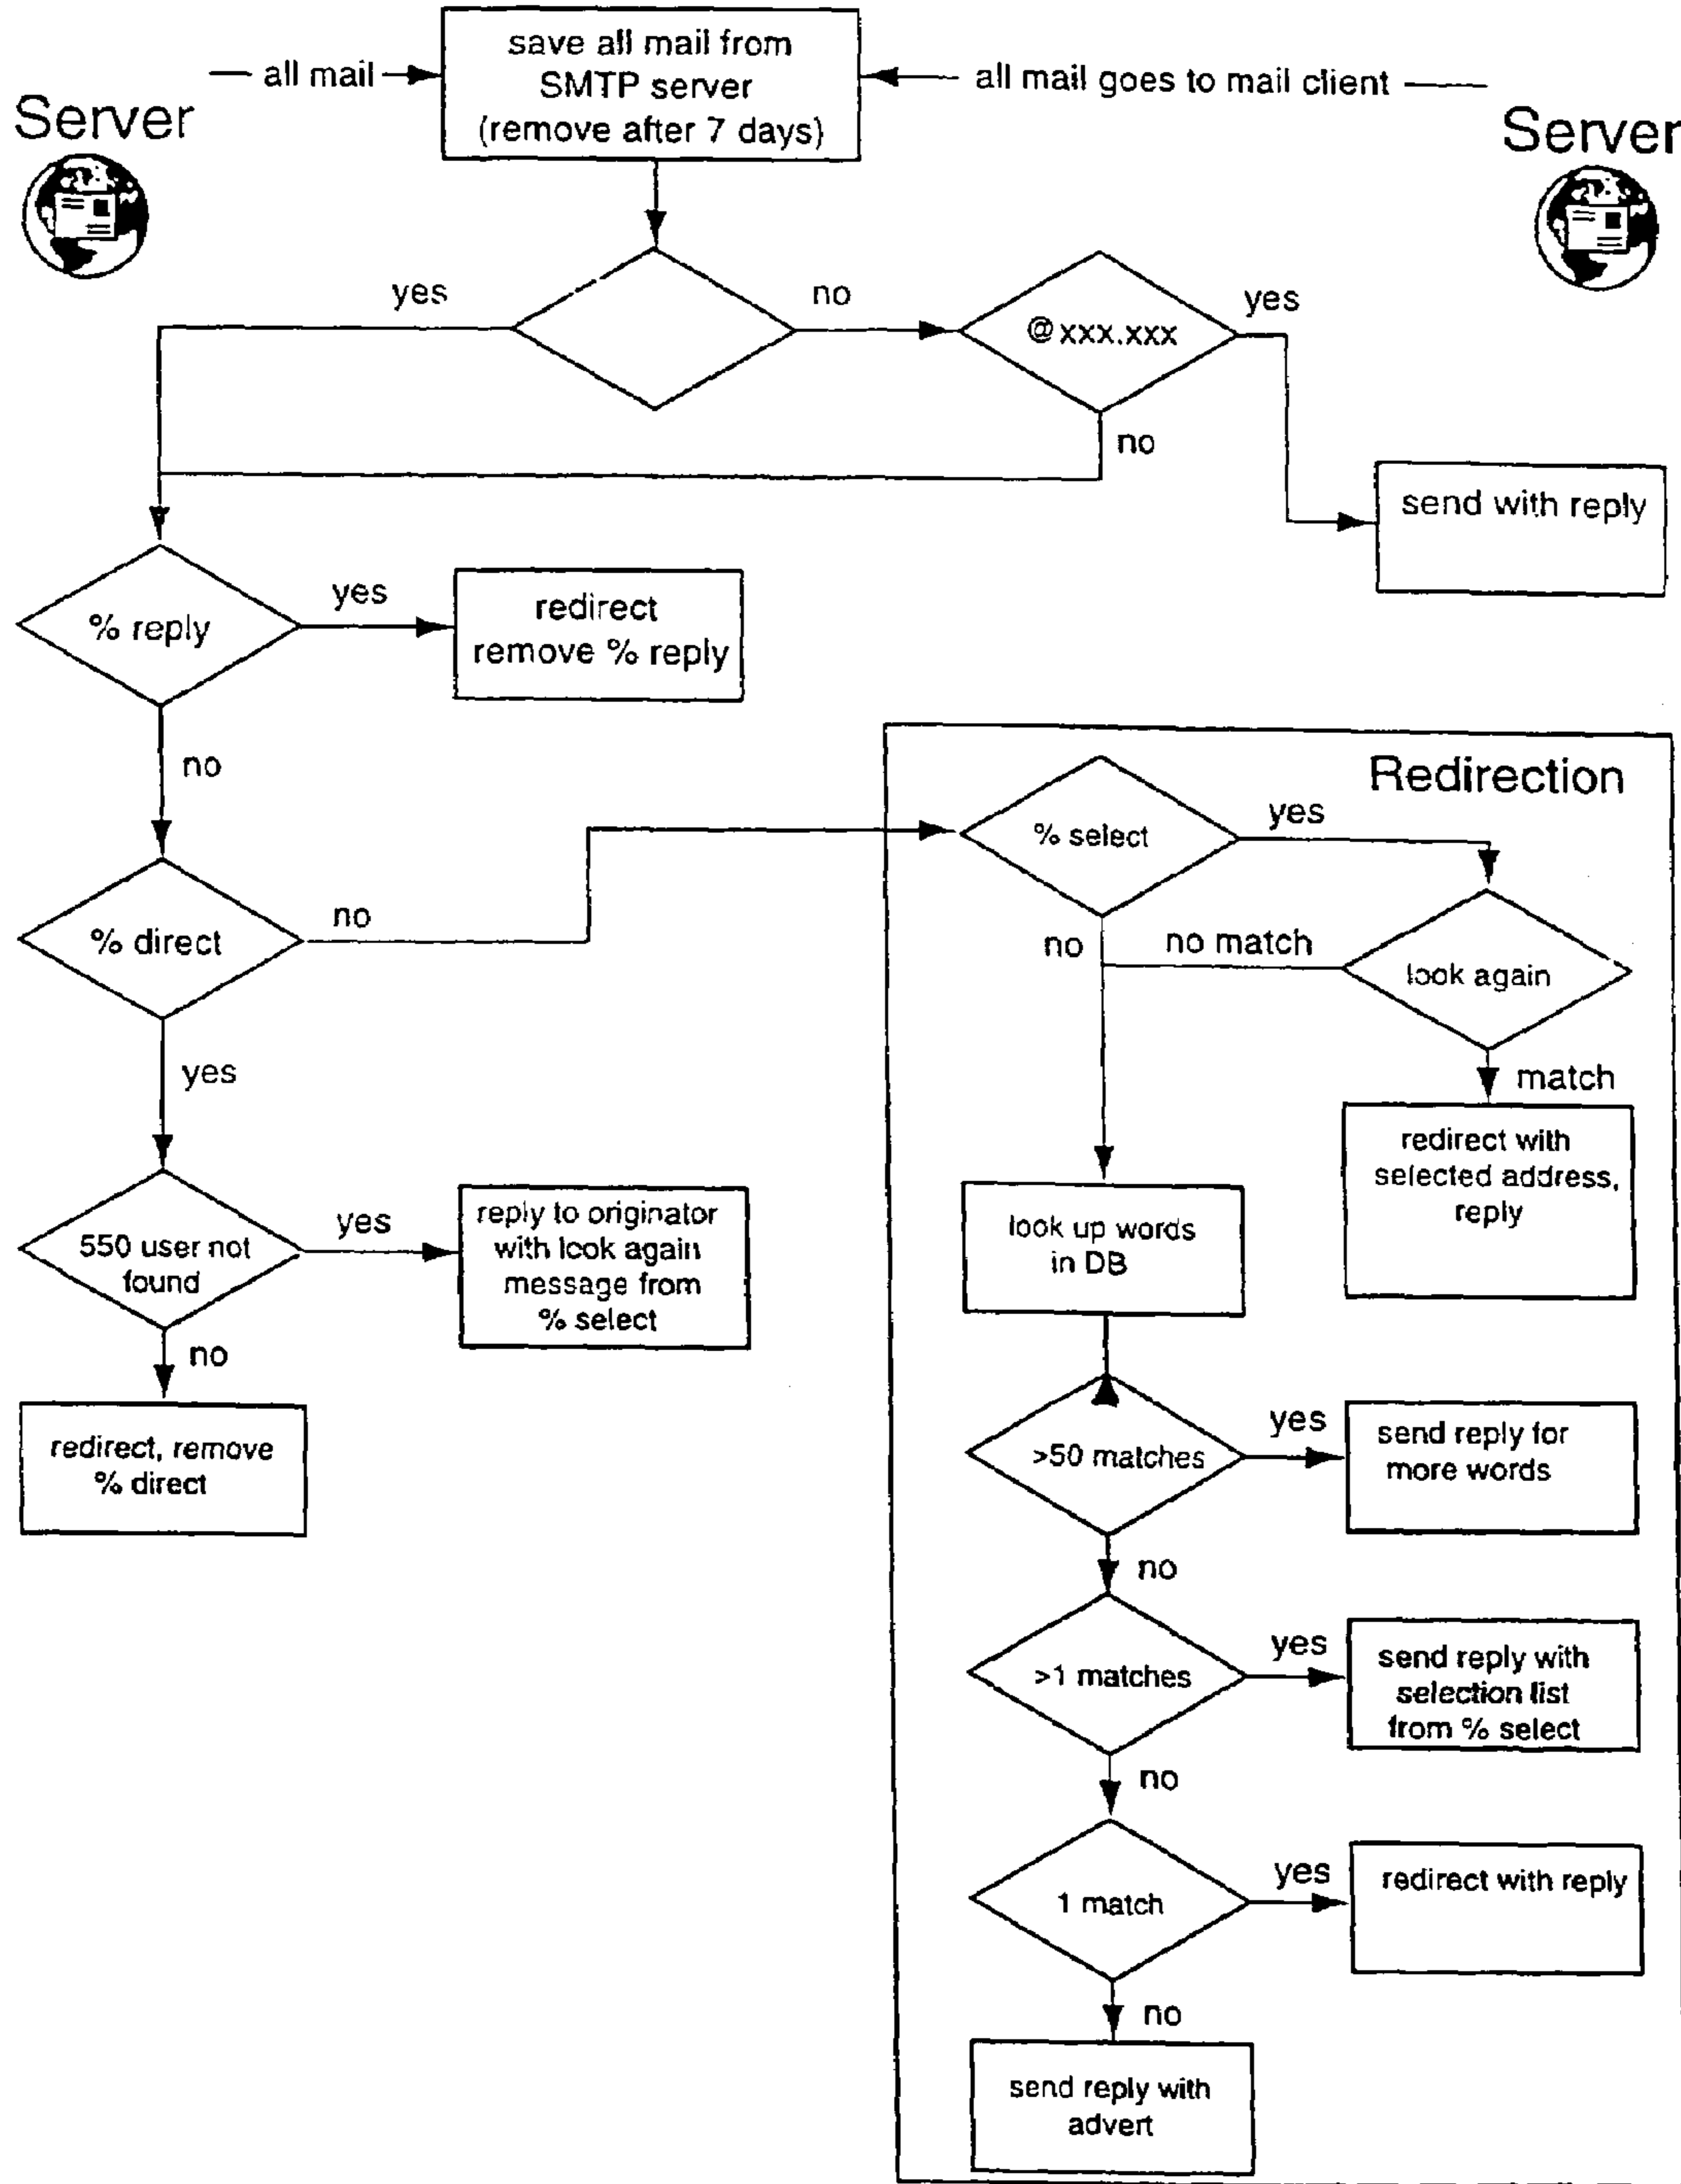 save all mail from
SMTP server
(remove after 7 days)
all mail
all mail goes to mail client
Server
Server
yes
no
@xxx.xxx
yes
no
send with reply
% reply
yes
redirect
remove % reply
no
Redirection
% select
yes
% direct
no
no
no match
look again
yes
match
redirect with
selected address,
reply
look up words
in DB
550 user not
found
yes
reply to originator
with look again
message from
% select
no
redirect, remove
% direct
>50 matches
yes
send reply for
more words
no
>1 matches
yes
send reply with
selection list
from % select
no
1 match
yes
redirect with reply
no
send reply with
advert